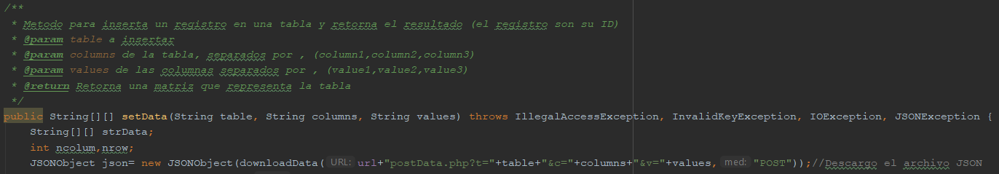 /**
 * Metodo para inserta un registro en una tabla y retorna el resultado (el registro son su ID)
 * @param table a insertar
 * @param columns de la tabla, separados por , (column1,column2,column3)
 * @param values de las columnas separados por , (value1,value2,value3)
 * @return Retorna una matriz que representa la tabla
 */
public String[][] setData(String table, String columns, String values) throws IllegalAccessException, InvalidKeyException, IOException, JSONException {
    String[][] strData;
    int ncolum,nrow;
    JSONObject json= new JSONObject(downloadData( URL: url+"postData.php?t="+table+"&c="+columns+"&v="+values, med: "POST"));//Descargo el archivo JSON